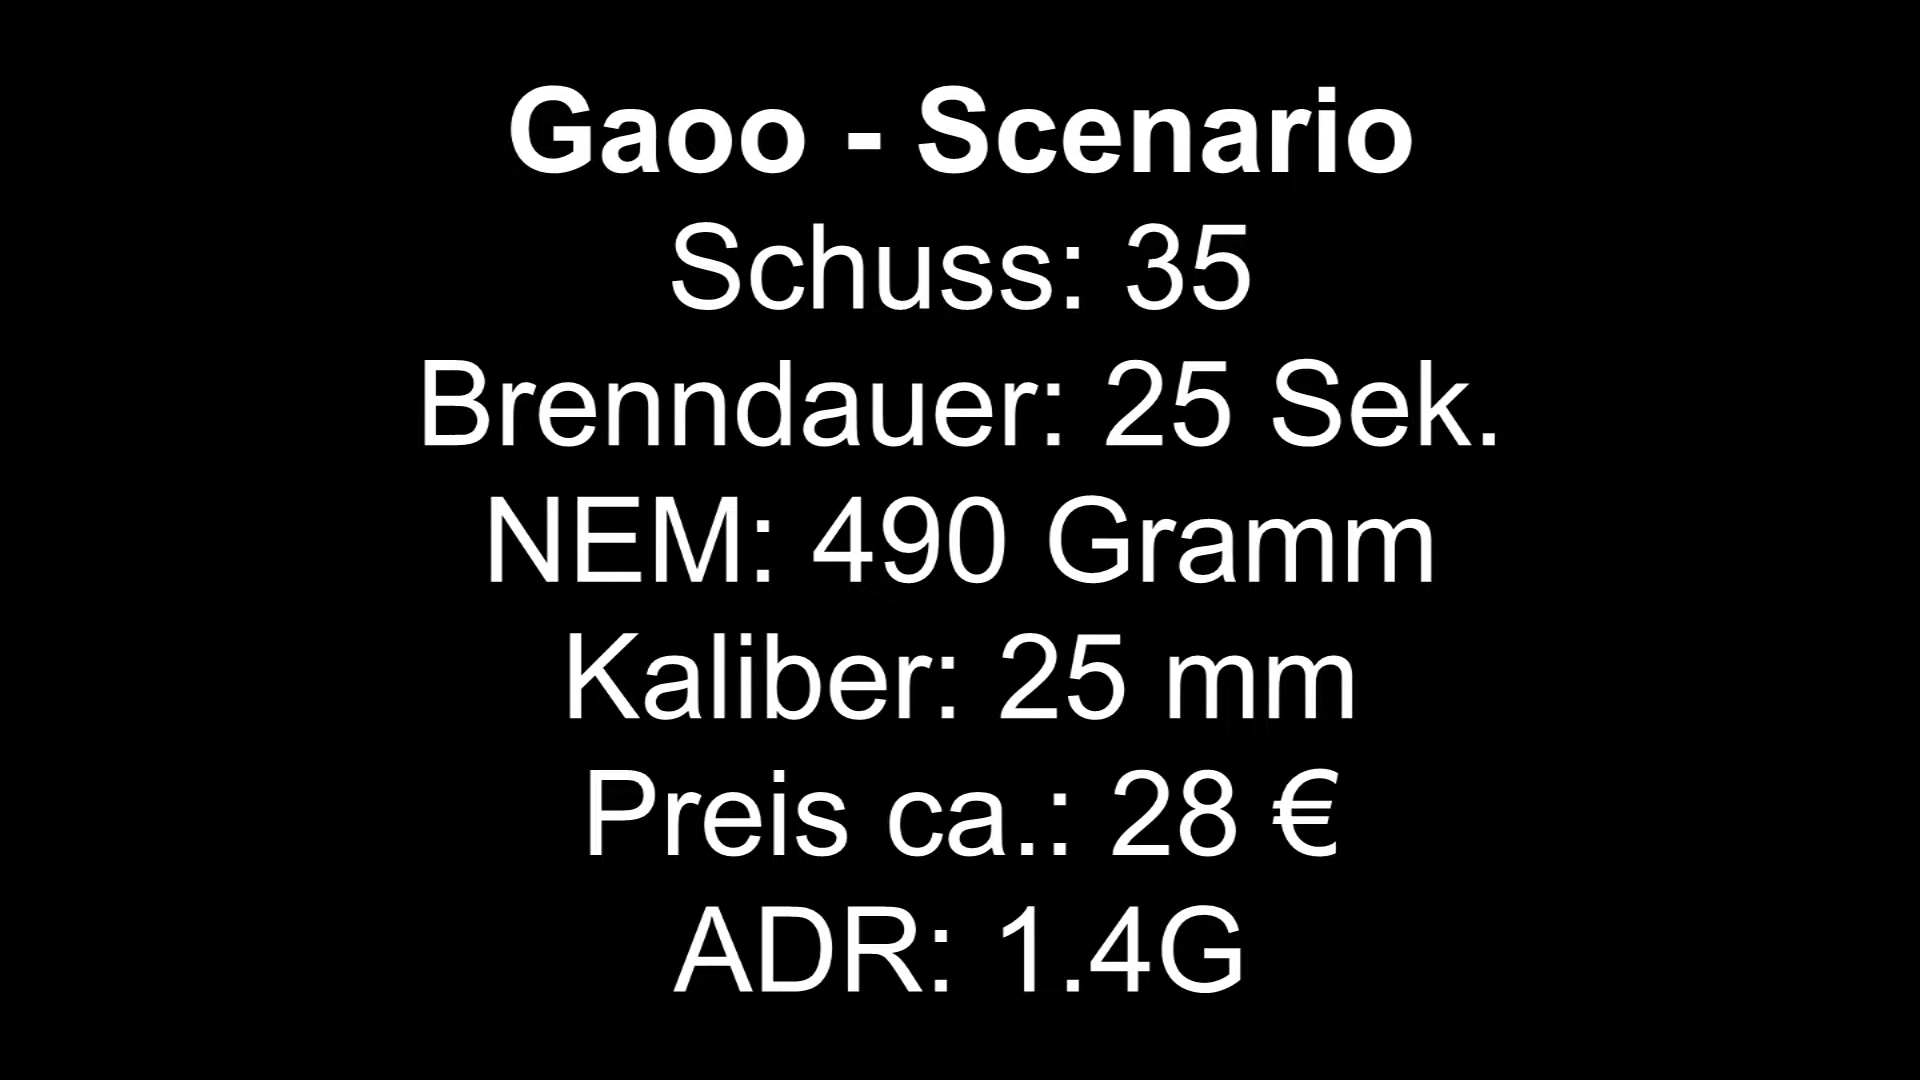 Gaoo - Scenario
Schuss: 35
Brenndauer: 25 Sek.
NEM: 490 Gramm
Kaliber: 25 mm
Preis ca.: 28 €
ADR: 1.4G